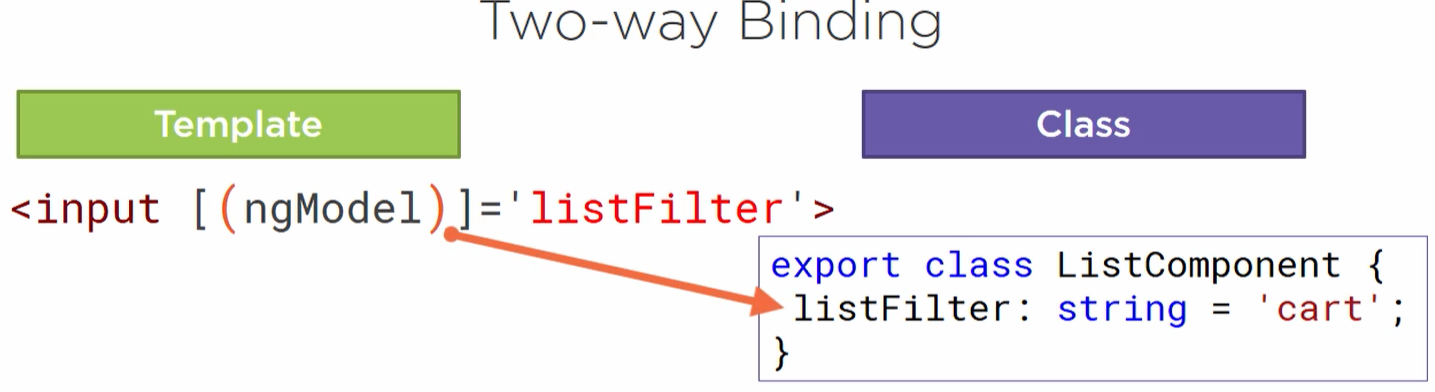 Two-way Binding
Template
Class
<input [(ngModel)]='listFilter'>
export class ListComponent {
listFilter: string = 'cart';
}